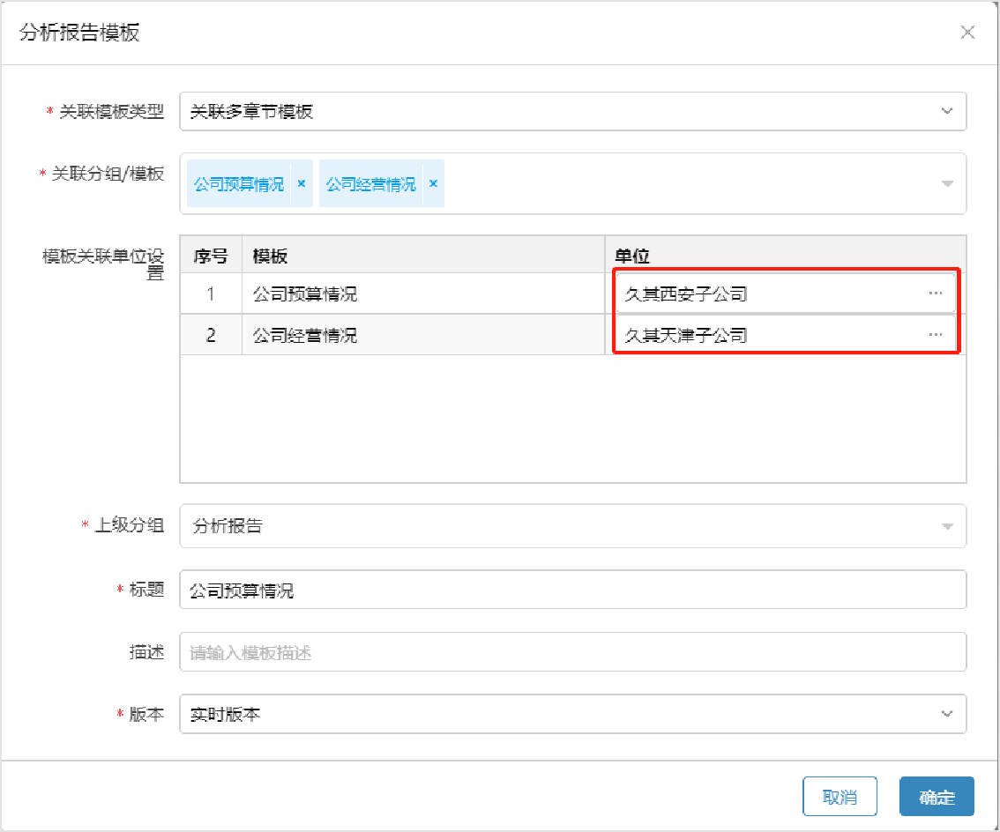 分析报告模板
* 关联模板类型 关联多章节模板
* 关联分组/模板 公司预算情况 × 公司经营情况 ×
模板关联单位设置
序号 模板 单位
1 公司预算情况 久其西安子公司 ...
2 公司经营情况 久其天津子公司 ...
* 上级分组 分析报告
* 标题 公司预算情况
描述 请输入模板描述
* 版本 实时版本
取消 确定